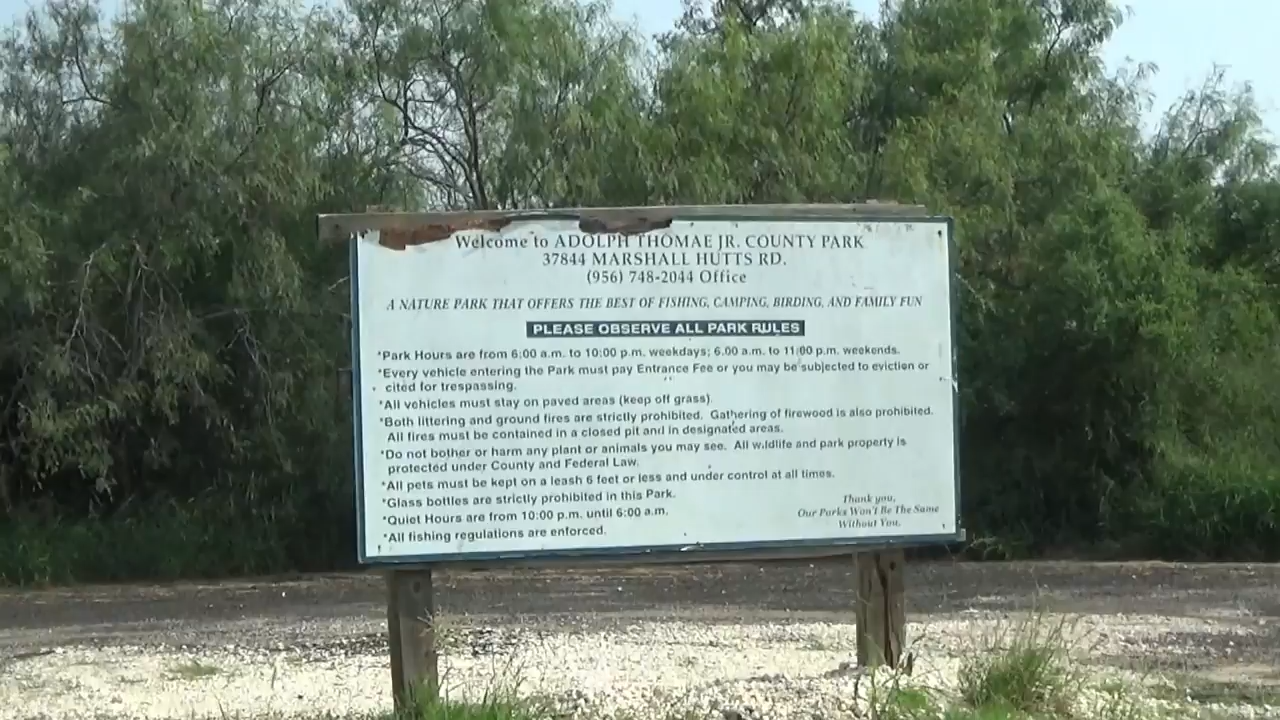 Welcome to ADOLPH THOMAE JR. COUNTY PARK
37844 MARSHALL HUTTS RD.
(956) 748-2044 Office
A NATURE PARK THAT OFFERS THE BEST OF FISHING, CAMPING, BIRDING, AND FAMILY FUN
PLEASE OBSERVE ALL PARK RULES
*Park Hours are from 6:00 a.m. to 10:00 p.m. weekdays; 6:00 a.m. to 11:00 p.m. weekends.
*Every vehicle entering the Park must pay Entrance Fee or you may be subjected to eviction or
cited for trespassing.
*All vehicles must stay on paved areas (keep off grass).
*Both littering and ground fires are strictly prohibited. Gathering of firewood is also prohibited.
All fires must be contained in a closed pit and in designated areas.
*Do not bother or harm any plant or animals you may see. All wildlife and park property is
protected under County and Federal Law.
*All pets must be kept on a leash 6 feet or less and under control at all times.
*Glass bottles are strictly prohibited in this Park.
*Quiet Hours are from 10:00 p.m. until 6:00 a.m.
*All fishing regulations are enforced.
Thank you,
Our Parks Won't Be The Same
Without You.